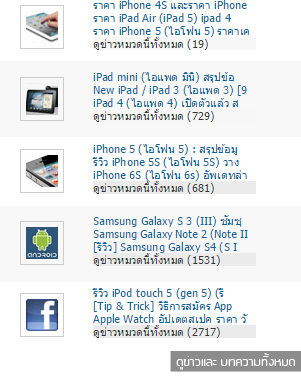 ราคา iPhone 4S และราคา iPhone
ราคา iPad Air (iPad 5) ipad 4
ราคา iPhone 5 (ไอโฟน 5) ราคาเค
ดูข่าวหมวดนี้ทั้งหมด (19)
iPad mini (ไอแพด มินิ) สรุปข้อ
New iPad / iPad 3 (ไอแพด 3) [9
iPad 4 (ไอแพด 4) เปิดตัวแล้ว ส
ดูข่าวหมวดนี้ทั้งหมด (729)
iPhone 5 (ไอโฟน 5) : สรุปข้อมู
รีวิว iPhone 5S (ไอโฟน 5S) วาง
iPhone 6S (ไอโฟน 6s) อัพเดทล่า
ดูข่าวหมวดนี้ทั้งหมด (681)
Samsung Galaxy S 3 (III) ซัมซุ
Samsung Galaxy Note 2 (Note II
[รีวิว] Samsung Galaxy S4 (S I
ดูข่าวหมวดนี้ทั้งหมด (1531)
ANDROID
รีวิว iPod touch 5 (gen 5) (รี
[Tip & Trick] วิธีการสมัคร App
Apple Watch อัปเดตสเปค ราคา วั
ดูข่าวหมวดนี้ทั้งหมด (2717)
ดูข่าวและ บทความทั้งหมด